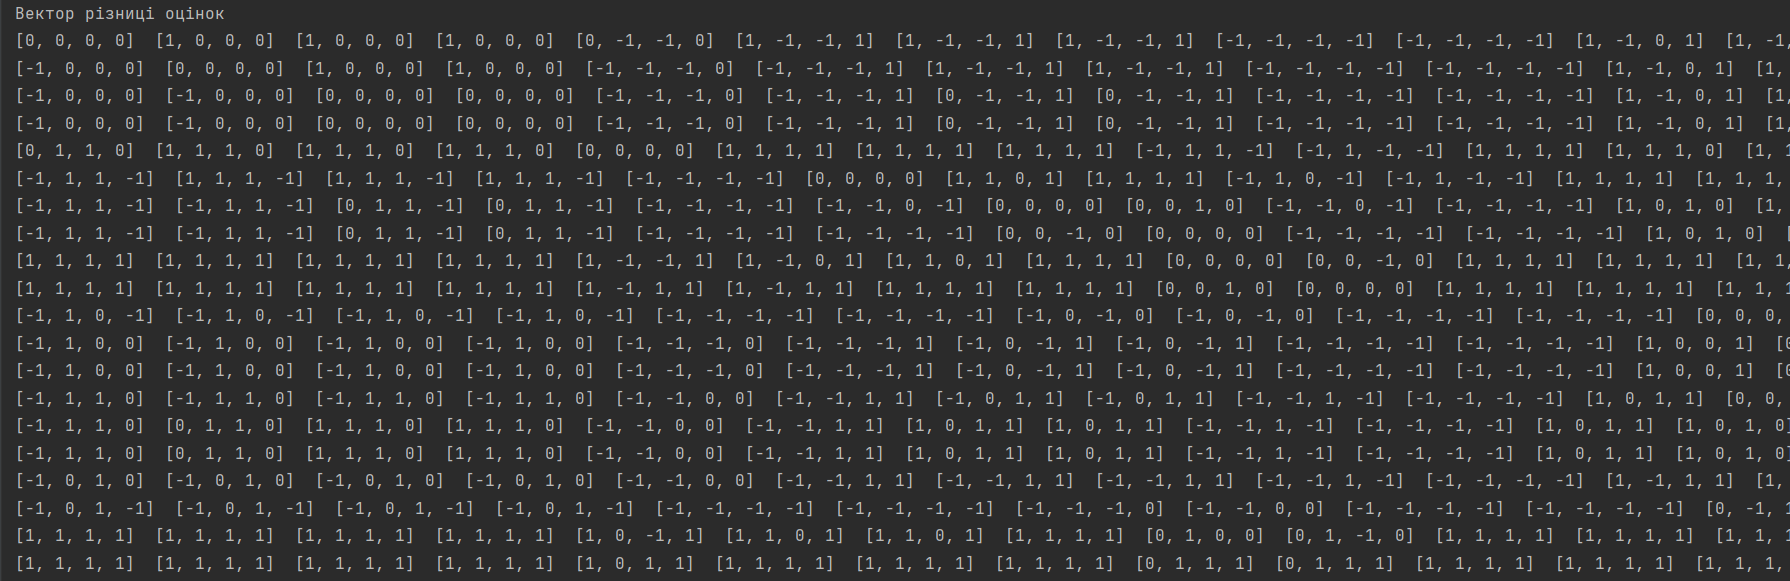 Вектор різниці оцінок
[0, 0, 0, 0]  [1, 0, 0, 0]  [1, 0, 0, 0]  [1, 0, 0, 0]  [0, -1, -1, 0]  [1, -1, -1, 1]  [1, -1, -1, 1]  [1, -1, -1, 1]  [-1, -1, -1, -1]  [-1, -1, -1, -1]  [1, -1, 0, 1]  [1, -1,
[-1, 0, 0, 0]  [0, 0, 0, 0]  [1, 0, 0, 0]  [1, 0, 0, 0]  [-1, -1, -1, 0]  [-1, -1, -1, 1]  [1, -1, -1, 1]  [1, -1, -1, 1]  [-1, -1, -1, -1]  [-1, -1, -1, -1]  [1, -1, 0, 1]  [1,
[-1, 0, 0, 0]  [-1, 0, 0, 0]  [0, 0, 0, 0]  [0, 0, 0, 0]  [-1, -1, -1, 0]  [-1, -1, -1, 1]  [0, -1, -1, 1]  [0, -1, -1, 1]  [-1, -1, -1, -1]  [-1, -1, -1, -1]  [1, -1, 0, 1]  [1,
[-1, 0, 0, 0]  [-1, 0, 0, 0]  [0, 0, 0, 0]  [0, 0, 0, 0]  [-1, -1, -1, 0]  [-1, -1, -1, 1]  [0, -1, -1, 1]  [0, -1, -1, 1]  [-1, -1, -1, -1]  [-1, -1, -1, -1]  [1, -1, 0, 1]  [1,
[0, 1, 1, 0]  [1, 1, 1, 0]  [1, 1, 1, 0]  [1, 1, 1, 0]  [0, 0, 0, 0]  [1, 1, 1, 1]  [1, 1, 1, 1]  [1, 1, 1, 1]  [-1, 1, 1, -1]  [-1, 1, -1, -1]  [1, 1, 1, 1]  [1, 1, 1, 0]  [1, 1
[-1, 1, 1, -1]  [1, 1, 1, -1]  [1, 1, 1, -1]  [1, 1, 1, -1]  [-1, -1, -1, -1]  [0, 0, 0, 0]  [1, 1, 0, 1]  [1, 1, 1, 1]  [-1, 1, 0, -1]  [-1, 1, -1, -1]  [1, 1, 1, 1]  [1, 1, 1,
[-1, 1, 1, -1]  [-1, 1, 1, -1]  [0, 1, 1, -1]  [0, 1, 1, -1]  [-1, -1, -1, -1]  [-1, -1, 0, -1]  [0, 0, 0, 0]  [0, 0, 1, 0]  [-1, -1, 0, -1]  [-1, -1, -1, -1]  [1, 0, 1, 0]  [1,
[-1, 1, 1, -1]  [-1, 1, 1, -1]  [0, 1, 1, -1]  [0, 1, 1, -1]  [-1, -1, -1, -1]  [-1, -1, -1, -1]  [0, 0, -1, 0]  [0, 0, 0, 0]  [-1, -1, -1, -1]  [-1, -1, -1, -1]  [1, 0, 1, 0]  [
[1, 1, 1, 1]  [1, 1, 1, 1]  [1, 1, 1, 1]  [1, 1, 1, 1]  [1, -1, -1, 1]  [1, -1, 0, 1]  [1, 1, 0, 1]  [1, 1, 1, 1]  [0, 0, 0, 0]  [0, 0, -1, 0]  [1, 1, 1, 1]  [1, 1, 1, 1]  [1, 1,
[1, 1, 1, 1]  [1, 1, 1, 1]  [1, 1, 1, 1]  [1, 1, 1, 1]  [1, -1, 1, 1]  [1, -1, 1, 1]  [1, 1, 1, 1]  [1, 1, 1, 1]  [0, 0, 1, 0]  [0, 0, 0, 0]  [1, 1, 1, 1]  [1, 1, 1, 1]  [1, 1, 1
[-1, 1, 0, -1]  [-1, 1, 0, -1]  [-1, 1, 0, -1]  [-1, 1, 0, -1]  [-1, -1, -1, -1]  [-1, -1, -1, -1]  [-1, 0, -1, 0]  [-1, 0, -1, 0]  [-1, -1, -1, -1]  [-1, -1, -1, -1]  [0, 0, 0,
[-1, 1, 0, 0]  [-1, 1, 0, 0]  [-1, 1, 0, 0]  [-1, 1, 0, 0]  [-1, -1, -1, 0]  [-1, -1, -1, 1]  [-1, 0, -1, 1]  [-1, 0, -1, 1]  [-1, -1, -1, -1]  [-1, -1, -1, -1]  [1, 0, 0, 1]  [0
[-1, 1, 0, 0]  [-1, 1, 0, 0]  [-1, 1, 0, 0]  [-1, 1, 0, 0]  [-1, -1, -1, 0]  [-1, -1, -1, 1]  [-1, 0, -1, 1]  [-1, 0, -1, 1]  [-1, -1, -1, -1]  [-1, -1, -1, -1]  [1, 0, 0, 1]  [0
[-1, 1, 1, 0]  [-1, 1, 1, 0]  [-1, 1, 1, 0]  [-1, 1, 1, 0]  [-1, -1, 0, 0]  [-1, -1, 1, 1]  [-1, 0, 1, 1]  [-1, 0, 1, 1]  [-1, -1, 1, -1]  [-1, -1, -1, -1]  [1, 0, 1, 1]  [0, 0,
[-1, 1, 1, 0]  [0, 1, 1, 0]  [1, 1, 1, 0]  [1, 1, 1, 0]  [-1, -1, 0, 0]  [-1, -1, 1, 1]  [1, 0, 1, 1]  [1, 0, 1, 1]  [-1, -1, 1, -1]  [-1, -1, -1, -1]  [1, 0, 1, 1]  [1, 0, 1, 0]
[-1, 1, 1, 0]  [0, 1, 1, 0]  [1, 1, 1, 0]  [1, 1, 1, 0]  [-1, -1, 0, 0]  [-1, -1, 1, 1]  [1, 0, 1, 1]  [1, 0, 1, 1]  [-1, -1, 1, -1]  [-1, -1, -1, -1]  [1, 0, 1, 1]  [1, 0, 1, 0]
[-1, 0, 1, 0]  [-1, 0, 1, 0]  [-1, 0, 1, 0]  [-1, 0, 1, 0]  [-1, -1, 0, 0]  [-1, -1, 1, 1]  [-1, -1, 1, 1]  [-1, -1, 1, 1]  [-1, -1, 1, -1]  [-1, -1, -1, -1]  [1, -1, 1, 1]  [1,
[-1, 0, 1, -1]  [-1, 0, 1, -1]  [-1, 0, 1, -1]  [-1, 0, 1, -1]  [-1, -1, -1, -1]  [-1, -1, -1, -1]  [-1, -1, -1, 0]  [-1, -1, 0, 0]  [-1, -1, -1, -1]  [-1, -1, -1, -1]  [0, -1, 1
[1, 1, 1, 1]  [1, 1, 1, 1]  [1, 1, 1, 1]  [1, 1, 1, 1]  [1, 0, -1, 1]  [1, 1, 0, 1]  [1, 1, 0, 1]  [1, 1, 1, 1]  [0, 1, 0, 0]  [0, 1, -1, 0]  [1, 1, 1, 1]  [1, 1, 1, 1]  [1, 1, 1
[1, 1, 1, 1]  [1, 1, 1, 1]  [1, 1, 1, 1]  [1, 1, 1, 1]  [1, 0, 1, 1]  [1, 1, 1, 1]  [1, 1, 1, 1]  [1, 1, 1, 1]  [0, 1, 1, 1]  [0, 1, 1, 1]  [1, 1, 1, 1]  [1, 1, 1, 1]  [1, 1, 1,